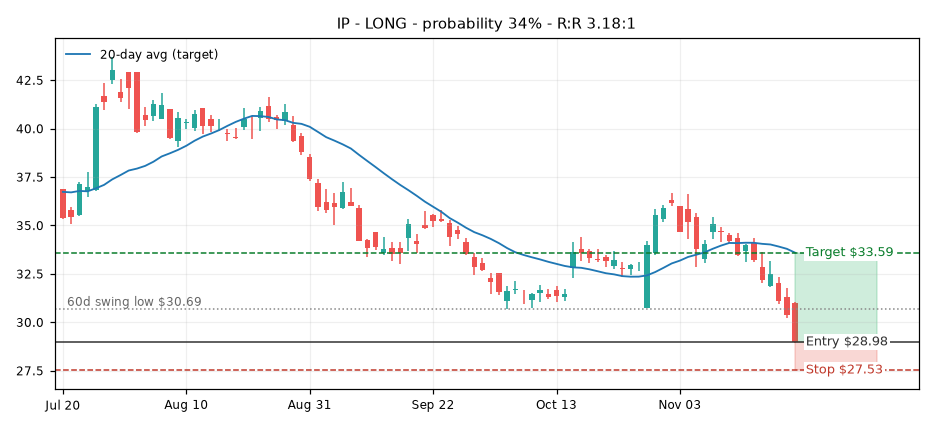 IP - LONG - probability 34% - R:R 3.18:1
20-day avg (target)
42.5
40.0
37.5
35.0
32.5
30.0
27.5
Target $33.59
60d swing low $30.69
Entry $28.98
Stop $27.53
Jul 20
Aug 10
Aug 31
Sep 22
Oct 13
Nov 03